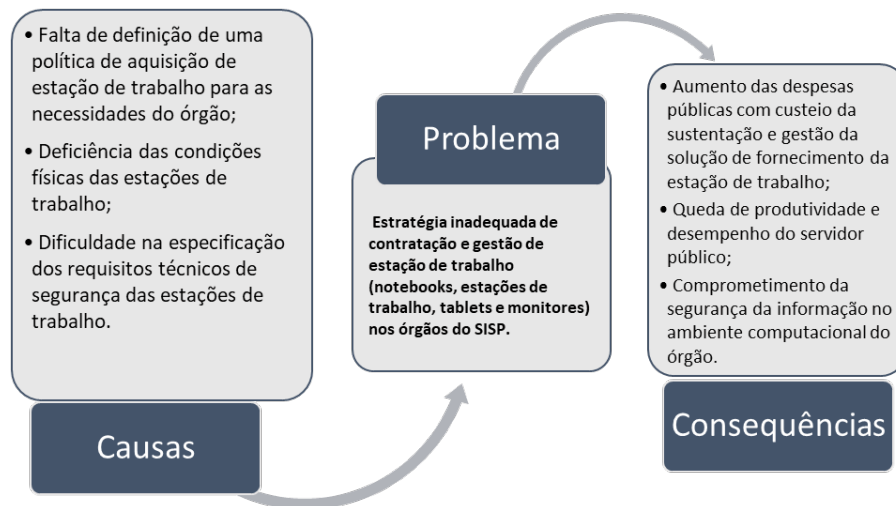 • Falta de definição de uma
política de aquisição de
estação de trabalho para as
necessidades do órgão;
• Deficiência das condições
físicas das estações de
trabalho;
• Dificuldade na especificação
dos requisitos técnicos de
segurança das estações de
trabalho.
Causas
Problema
Estratégia inadequada de
contratação e gestão de
estação de trabalho
(notebooks, estações de
trabalho, tablets e monitores)
nos órgãos do SISP.
• Aumento das despesas
públicas com custeio da
sustentação e gestão da
solução de fornecimento da
estação de trabalho;
• Queda de produtividade e
desempenho do servidor
público;
• Comprometimento da
segurança da informação no
ambiente computacional do
órgão.
Consequências